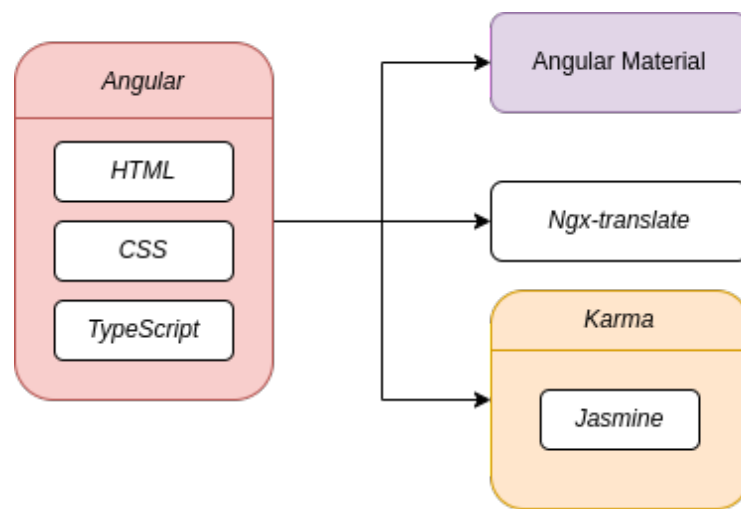 Angular
HTML
CSS
TypeScript
Angular Material
Ngx-translate
Karma
Jasmine